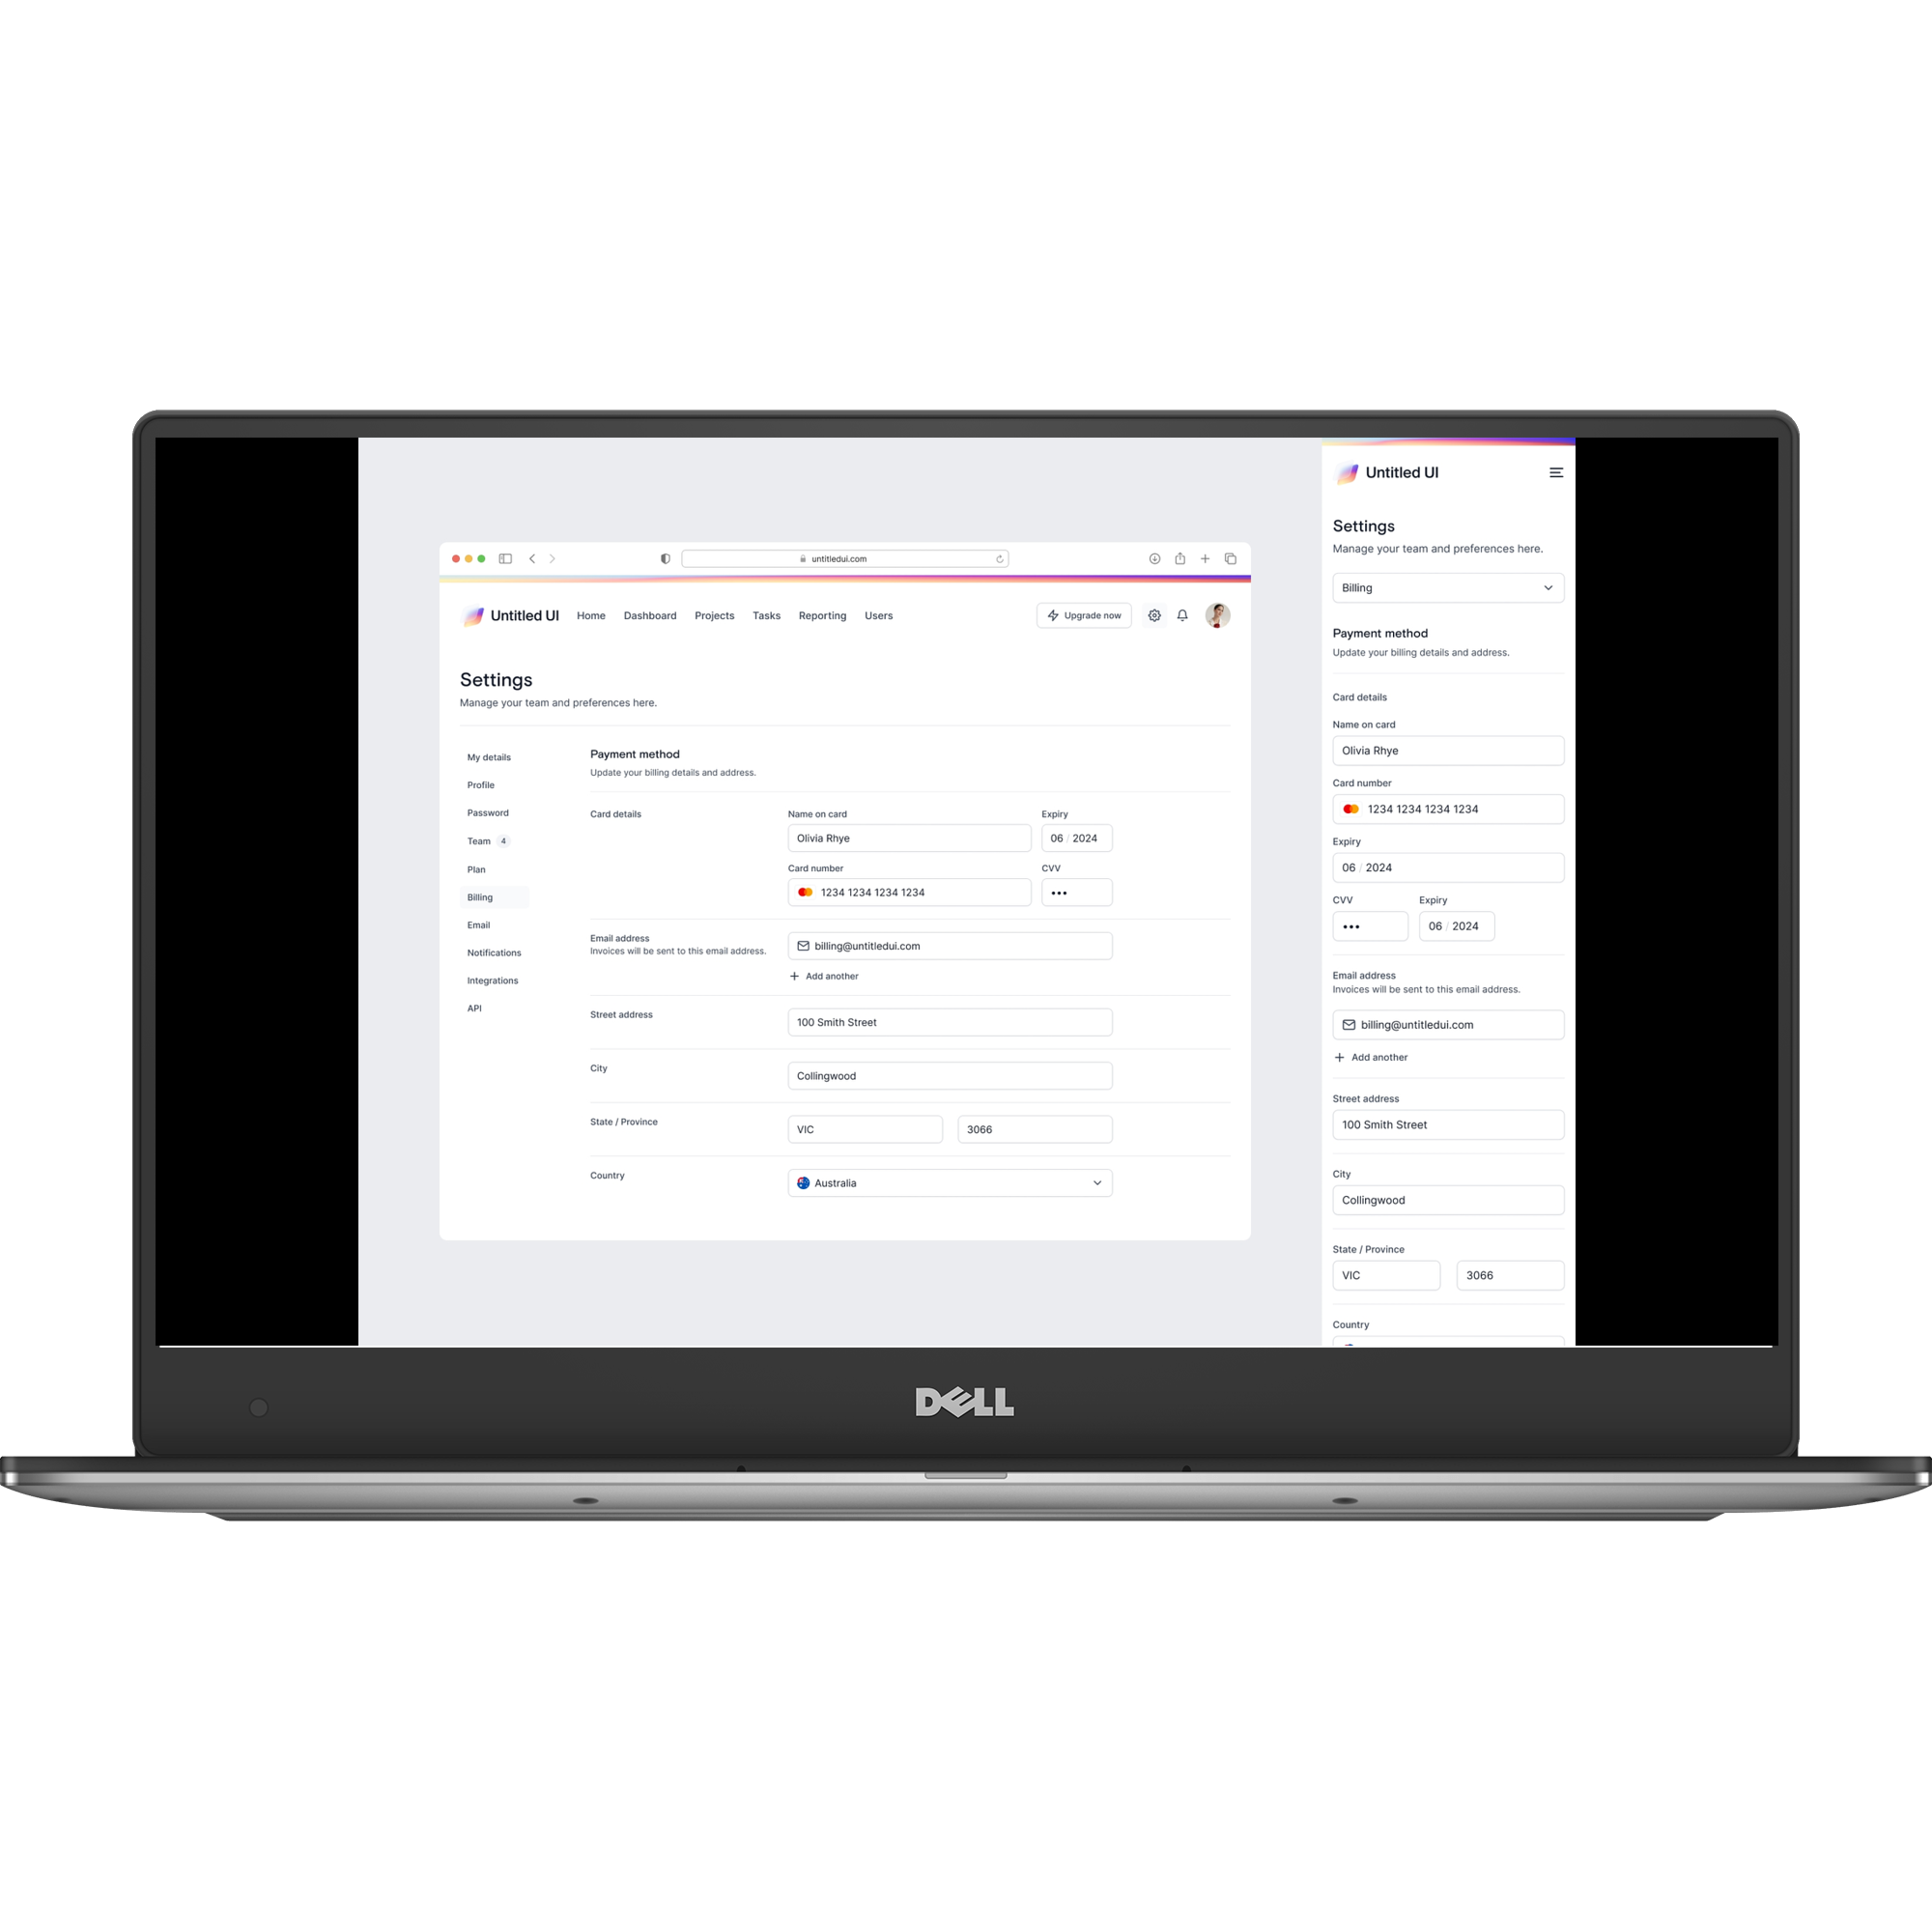 untitledui.com
Untitled UI Home Dashboard Projects Tasks Reporting Users Upgrade now
Settings
Manage your team and preferences here.
My details
Profile
Password
Team 4
Plan
Billing
Email
Notifications
Integrations
API
Payment method
Update your billing details and address.
Card details
Name on card Expiry
Olivia Rhye 06 / 2024
Card number CVV
1234 1234 1234 1234 •••
Email address
Invoices will be sent to this email address.
billing@untitledui.com
Add another
Street address
100 Smith Street
City
Collingwood
State / Province
VIC 3066
Country
Australia
Untitled UI
Settings
Manage your team and preferences here.
Billing
Payment method
Update your billing details and address.
Card details
Name on card
Olivia Rhye
Card number
1234 1234 1234 1234
Expiry
06 / 2024
CVV Expiry
••• 06 / 2024
Email address
Invoices will be sent to this email address.
billing@untitledui.com
Add another
Street address
100 Smith Street
City
Collingwood
State / Province
VIC 3066
Country
DELL